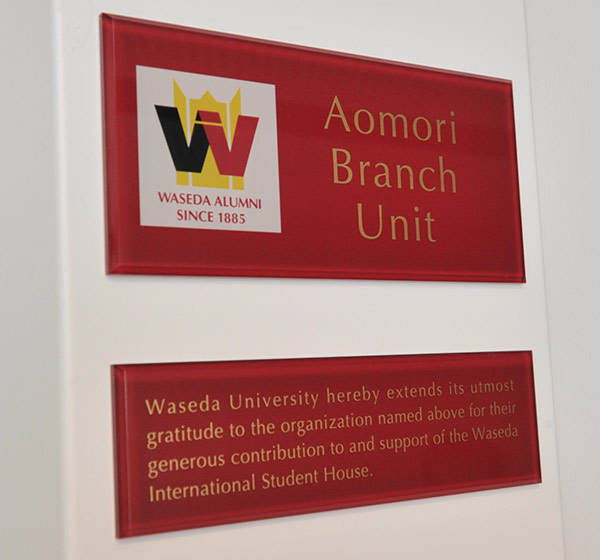 WASEDA ALUMNI
SINCE 1885
Aomori
Branch
Unit
Waseda University hereby extends its utmost
gratitude to the organization named above for their
generous contribution to and support of the Waseda
International Student House.